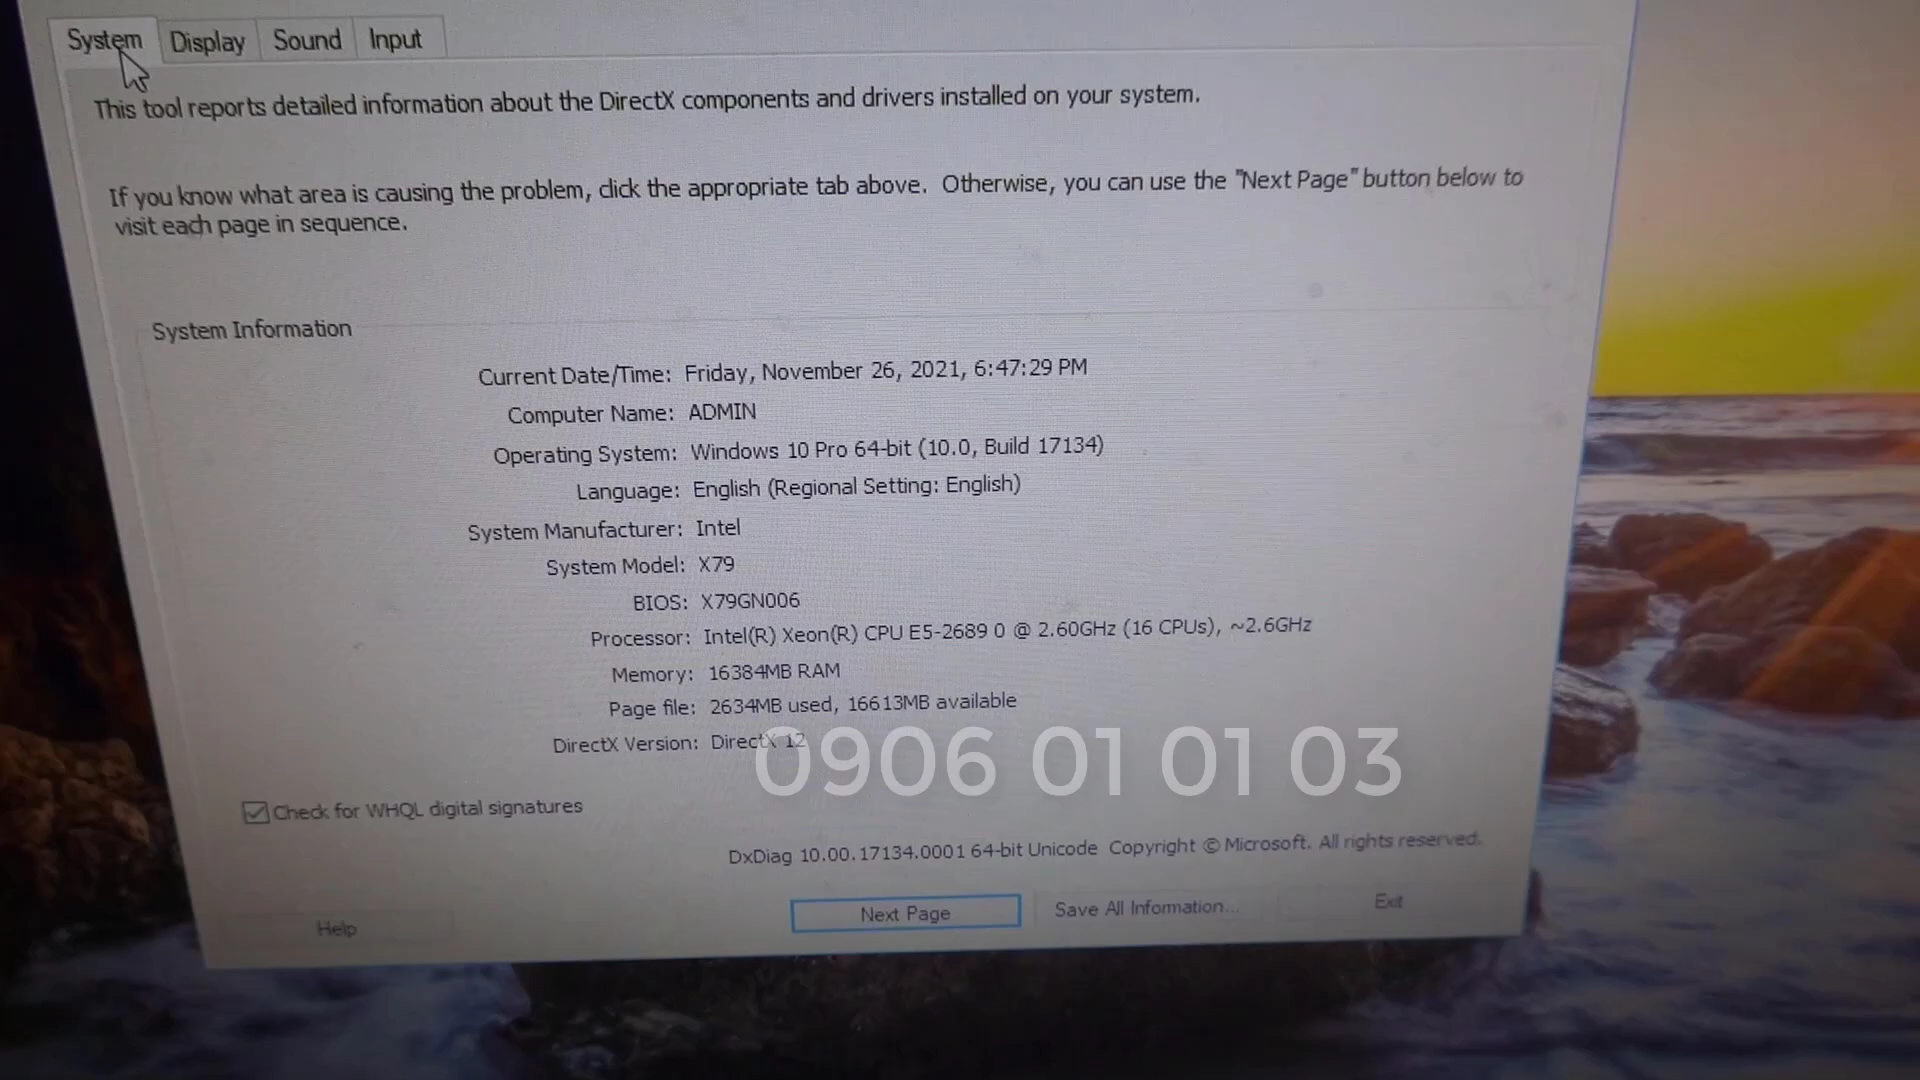 System Display Sound Input
This tool reports detailed information about the DirectX components and drivers installed on your system.
If you know what area is causing the problem, click the appropriate tab above.  Otherwise, you can use the "Next Page" button below to
visit each page in sequence.
System Information
Current Date/Time: Friday, November 26, 2021, 6:47:29 PM
Computer Name: ADMIN
Operating System: Windows 10 Pro 64-bit (10.0, Build 17134)
Language: English (Regional Setting: English)
System Manufacturer: Intel
System Model: X79
BIOS: X79GN006
Processor: Intel(R) Xeon(R) CPU E5-2689 0 @ 2.60GHz (16 CPUs), ~2.6GHz
Memory: 16384MB RAM
Page file: 2634MB used, 16613MB available
DirectX Version: DirectX 12
0906 01 01 03
Check for WHQL digital signatures
DxDiag 10.00.17134.0001 64-bit Unicode  Copyright © Microsoft. All rights reserved.
Help Next Page Save All Information... Exit